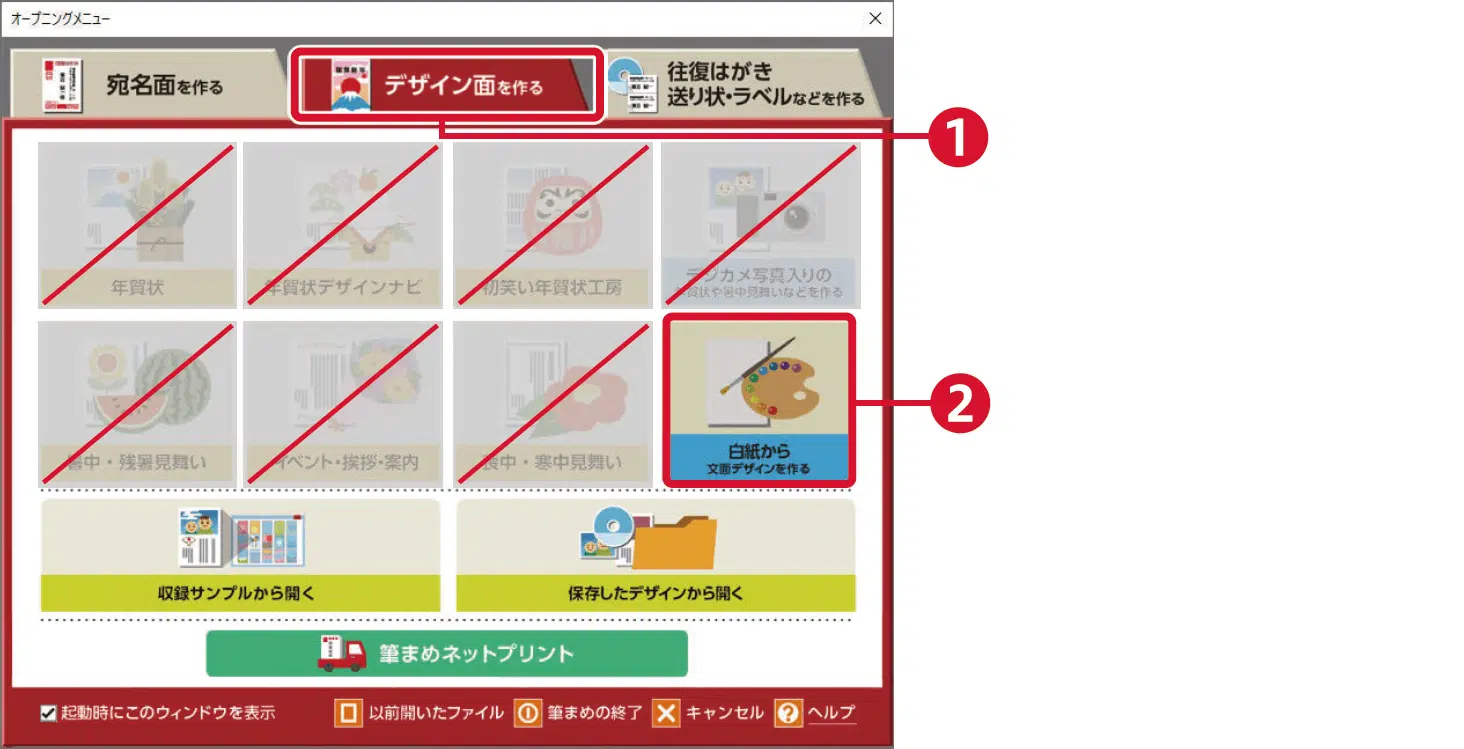 オープニングメニュー
宛名面を作る
デザイン面を作る
往復はがき
送り状・ラベルなどを作る
1
年賀状
年賀状デザインナビ
初笑い年賀状工房
デジカメ写真入りの
年賀状や暑中見舞いなどを作る
暑中・残暑見舞い
イベント・挨拶・案内
喪中・寒中見舞い
白紙から
文面デザインを作る
2
収録サンプルから開く
保存したデザインから開く
筆まめネットプリント
起動時にこのウィンドウを表示
以前開いたファイル
筆まめの終了
キャンセル
ヘルプ